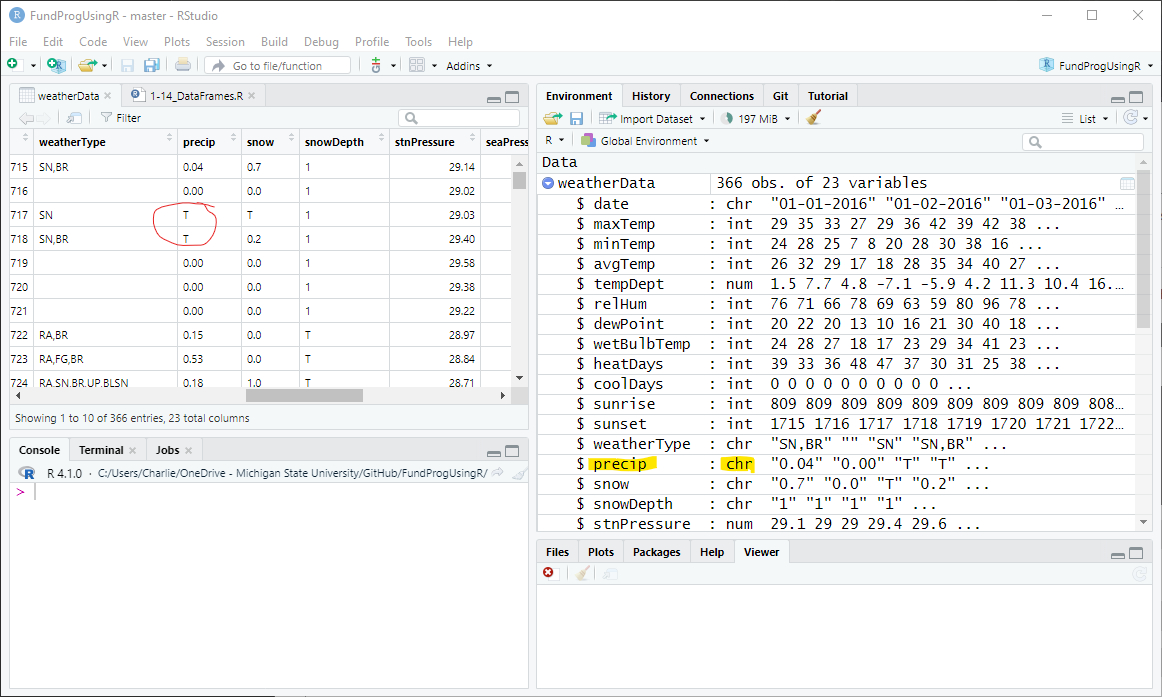 FundProgUsingR - master - RStudio
File Edit Code View Plots Session Build Debug Profile Tools Help
Go to file/function Addins FundProgUsingR
weatherData 1-14_DataFrames.R
Filter
weatherType precip snow snowDepth stnPressure seaPress
715 SN,BR 0.04 0.7 1 29.14
716 0.00 0.0 1 29.02
717 SN T T 1 29.03
718 SN,BR T 0.2 1 29.40
719 0.00 0.0 1 29.58
720 0.00 0.0 1 29.38
721 0.00 0.0 1 29.22
722 RA,BR 0.15 0.0 T 28.97
723 RA,FG,BR 0.53 0.0 T 28.84
724 RA,SN,BR,UP,BLSN 0.18 1.0 T 28.71
Showing 1 to 10 of 366 entries, 23 total columns
Console Terminal Jobs
R 4.1.0 · C:/Users/Charlie/OneDrive - Michigan State University/GitHub/FundProgUsingR/
>
Environment History Connections Git Tutorial
Import Dataset 197 MiB List
R Global Environment
Data
weatherData 366 obs. of 23 variables
$ date : chr "01-01-2016" "01-02-2016" "01-03-2016" …
$ maxTemp : int 29 35 33 27 29 36 42 39 42 38 ...
$ minTemp : int 24 28 25 7 8 20 28 30 38 16 ...
$ avgTemp : int 26 32 29 17 18 28 35 34 40 27 ...
$ tempDept : num 1.5 7.7 4.8 -7.1 -5.9 4.2 11.3 10.4 16.…
$ relHum : int 76 71 66 78 69 63 59 80 96 78 ...
$ dewPoint : int 20 22 20 13 10 16 21 30 40 18 ...
$ wetBulbTemp : int 24 28 27 18 17 23 29 34 41 23 ...
$ heatDays : int 39 33 36 48 47 37 30 31 25 38 ...
$ coolDays : int 0 0 0 0 0 0 0 0 0 0 ...
$ sunrise : int 809 809 809 809 809 809 809 809 809 808…
$ sunset : int 1715 1716 1717 1718 1719 1720 1721 1722…
$ weatherType : chr "SN,BR" "" "SN" "SN,BR" ...
$ precip : chr "0.04" "0.00" "T" "T" ...
$ snow : chr "0.7" "0.0" "T" "0.2" ...
$ snowDepth : chr "1" "1" "1" "1" ...
$ stnPressure : num 29.1 29 29 29.4 29.6 ...
Files Plots Packages Help Viewer